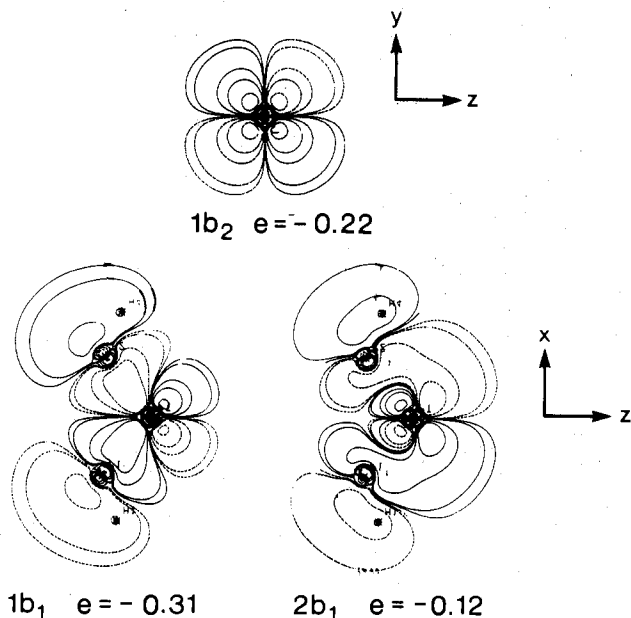 y
z
1b₂ e = - 0.22
x
z
1b₁ e = - 0.31
2b₁ e = -0.12